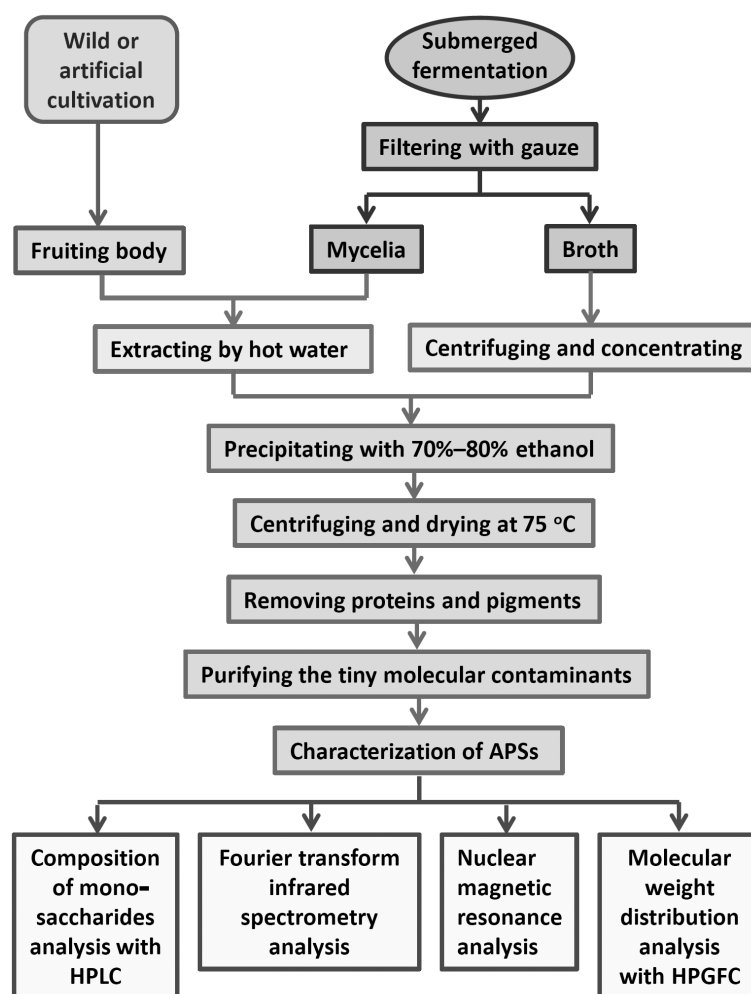 Wild or
artificial
cultivation
Submerged
fermentation
Filtering with gauze
Fruiting body
Mycelia
Broth
Extracting by hot water
Centrifuging and concentrating
Precipitating with 70%–80% ethanol
Centrifuging and drying at 75 °C
Removing proteins and pigments
Purifying the tiny molecular contaminants
Characterization of APSs
Composition
of mono-
saccharides
analysis with
HPLC
Fourier transform
infrared
spectrometry
analysis
Nuclear
magnetic
resonance
analysis
Molecular
weight
distribution
analysis
with HPGFC